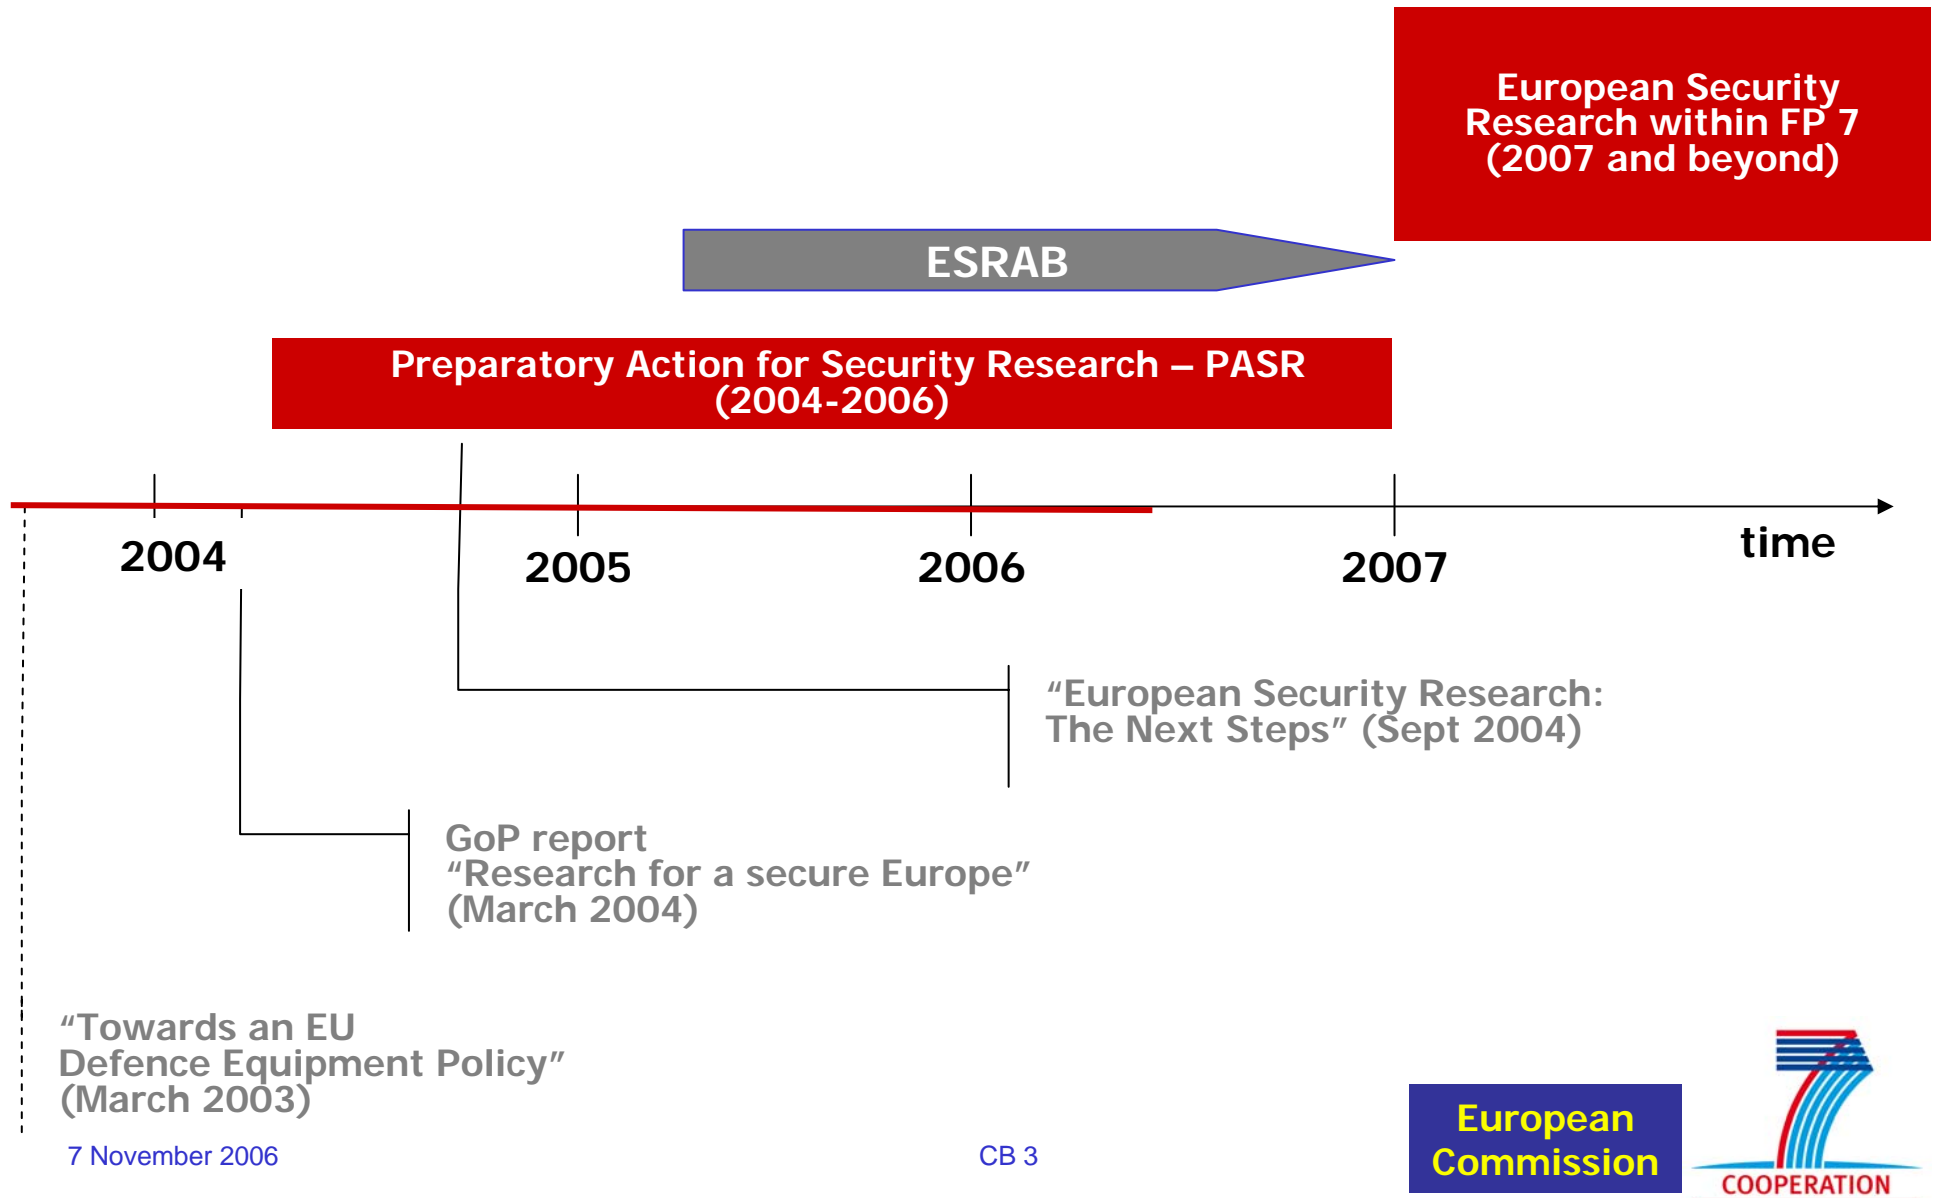 European Security
Research within FP 7
(2007 and beyond)
ESRAB
Preparatory Action for Security Research – PASR
(2004-2006)
2004
2005
2006
2007
time
“European Security Research:
The Next Steps” (Sept 2004)
GoP report
“Research for a secure Europe”
(March 2004)
“Towards an EU
Defence Equipment Policy”
(March 2003)
7 November 2006
CB 3
European
Commission
7
COOPERATION